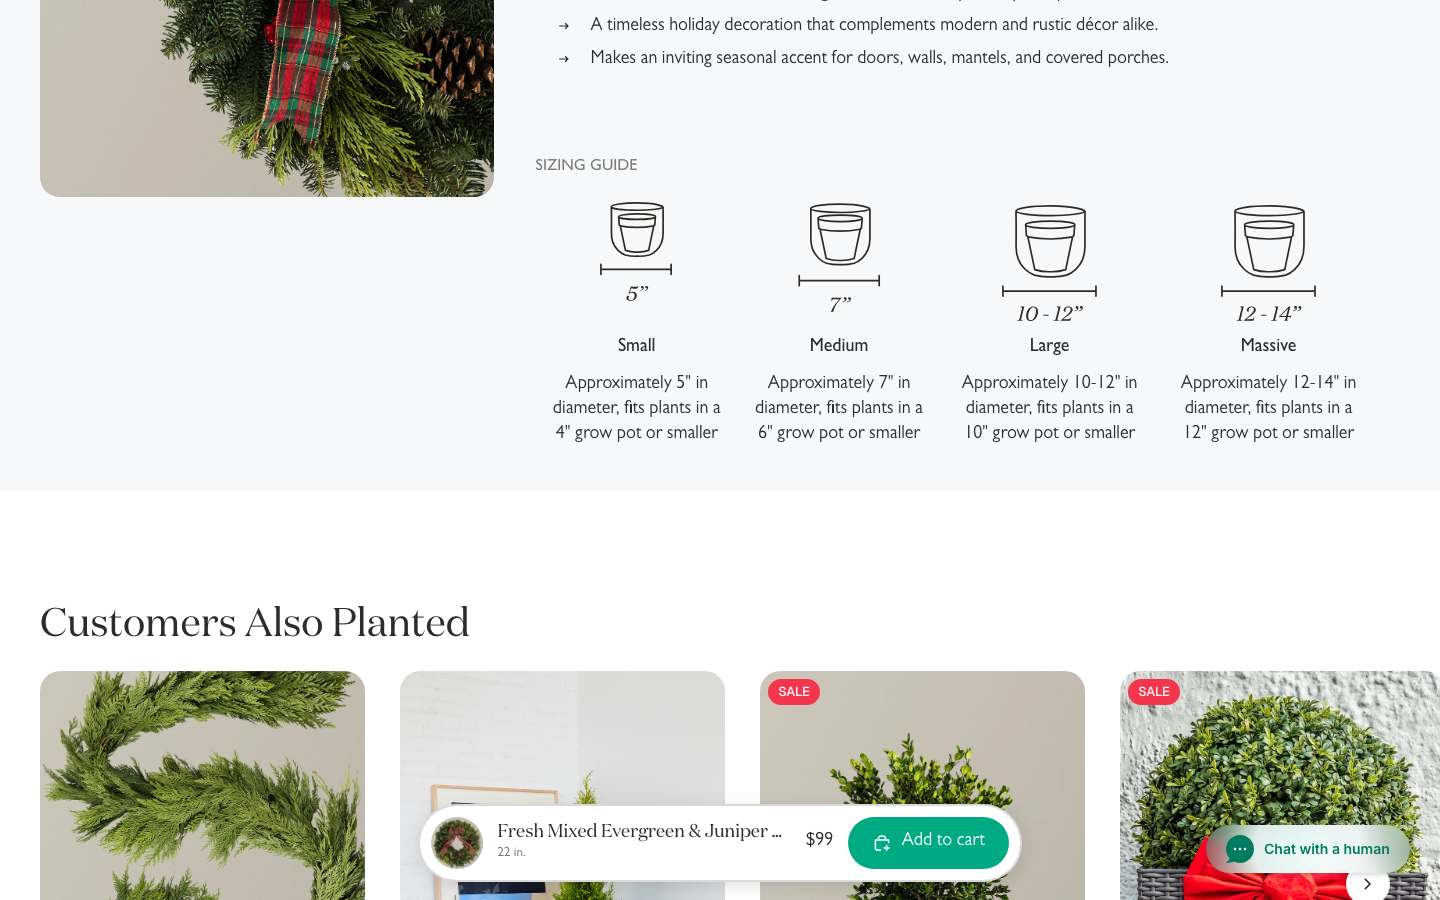 A timeless holiday decoration that complements modern and rustic décor alike.
Makes an inviting seasonal accent for doors, walls, mantels, and covered porches.
SIZING GUIDE
5”
7”
10 - 12”
12 - 14”
Small
Medium
Large
Massive
Approximately 5" in
diameter, fits plants in a
4" grow pot or smaller
Approximately 7" in
diameter, fits plants in a
6" grow pot or smaller
Approximately 10-12" in
diameter, fits plants in a
10" grow pot or smaller
Approximately 12-14" in
diameter, fits plants in a
12" grow pot or smaller
Customers Also Planted
SALE
SALE
Fresh Mixed Evergreen & Juniper ...
22 in.
$99
Add to cart
Chat with a human